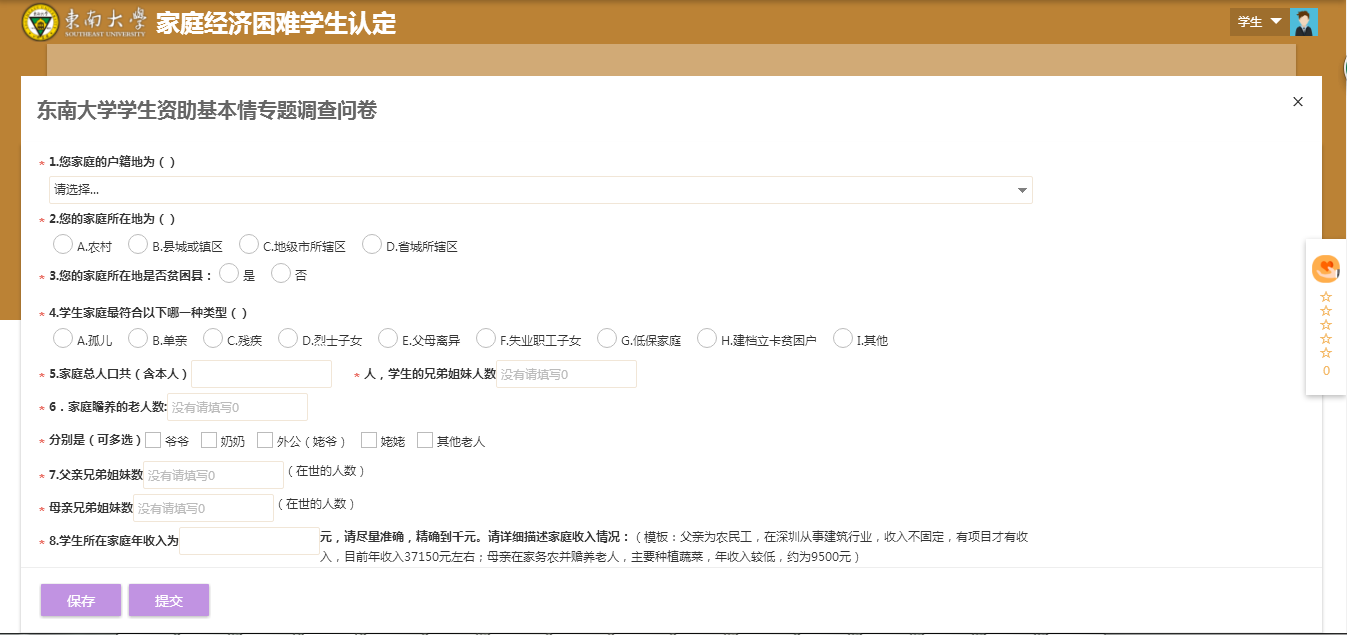 东南大学
SOUTHEAST UNIVERSITY
家庭经济困难学生认定
学生
东南大学学生资助基本情专题调查问卷
×
* 1.您家庭的户籍地为（ ）
请选择...
* 2.您的家庭所在地为（ ）
A.农村 B.县城或镇区 C.地级市所辖区 D.省域所辖区
* 3.您的家庭所在地是否贫困县： 是 否
* 4.学生家庭最符合以下哪一种类型（ ）
A.孤儿 B.单亲 C.残疾 D.烈士子女 E.父母离异 F.失业职工子女 G.低保家庭 H.建档立卡贫困户 I.其他
* 5.家庭总人口共（含本人） * 人，学生的兄弟姐妹人数 没有请填写0
* 6．家庭赡养的老人数: 没有请填写0
* 分别是（可多选） 爷爷 奶奶 外公（姥爷） 姥姥 其他老人
* 7.父亲兄弟姐妹数 没有请填写0 （在世的人数）
* 母亲兄弟姐妹数 没有请填写0 （在世的人数）
* 8.学生所在家庭年收入为 元，请尽量准确，精确到千元。请详细描述家庭收入情况：（模板：父亲为农民工，在深圳从事建筑行业，收入不固定，有项目才有收
入，目前年收入37150元左右；母亲在家务农并赡养老人，主要种植蔬菜，年收入较低，约为9500元）
0
保存 提交